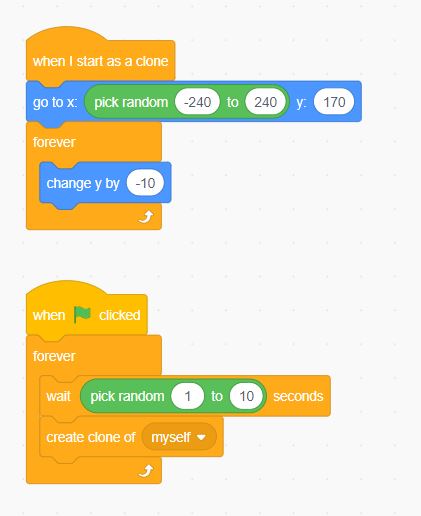 when I start as a clone
go to x: pick random -240 to 240 y: 170
forever
change y by -10
when clicked
forever
wait pick random 1 to 10 seconds
create clone of myself